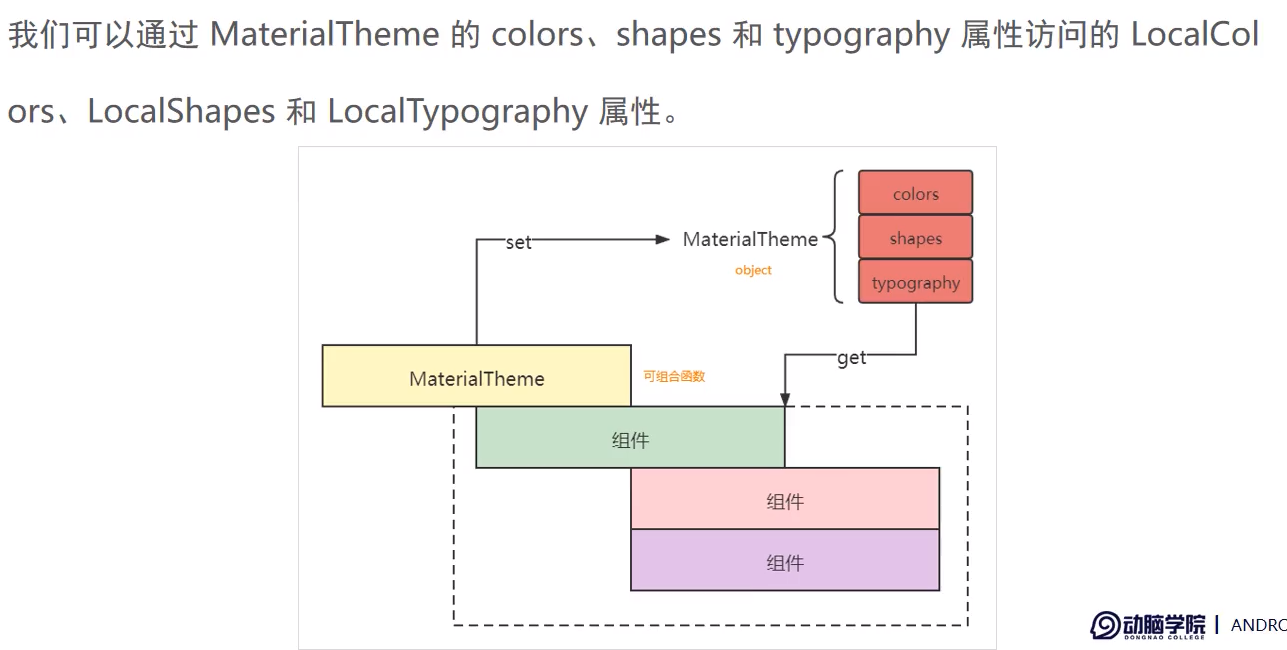 我们可以通过 MaterialTheme 的 colors、shapes 和 typography 属性访问的 LocalCol
ors、LocalShapes 和 LocalTypography 属性。
colors
set
MaterialTheme
shapes
object
typography
get
MaterialTheme
可组合函数
组件
组件
组件
动脑学院
DONGNAO COLLEGE
ANDRO